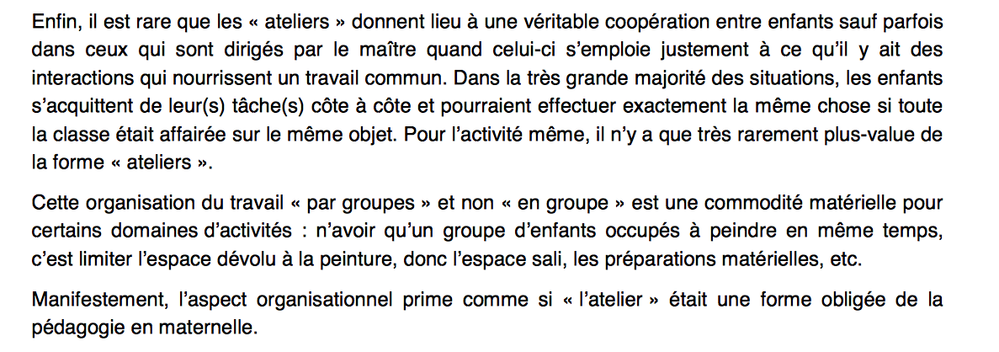 Enfin, il est rare que les « ateliers » donnent lieu à une véritable coopération entre enfants sauf parfois
dans ceux qui sont dirigés par le maître quand celui-ci s’emploie justement à ce qu’il y ait des
interactions qui nourrissent un travail commun. Dans la très grande majorité des situations, les enfants
s’acquittent de leur(s) tâche(s) côte à côte et pourraient effectuer exactement la même chose si toute
la classe était affairée sur le même objet. Pour l’activité même, il n’y a que très rarement plus-value de
la forme « ateliers ».
Cette organisation du travail « par groupes » et non « en groupe » est une commodité matérielle pour
certains domaines d’activités : n’avoir qu’un groupe d’enfants occupés à peindre en même temps,
c’est limiter l’espace dévolu à la peinture, donc l’espace sali, les préparations matérielles, etc.
Manifestement, l’aspect organisationnel prime comme si « l’atelier » était une forme obligée de la
pédagogie en maternelle.